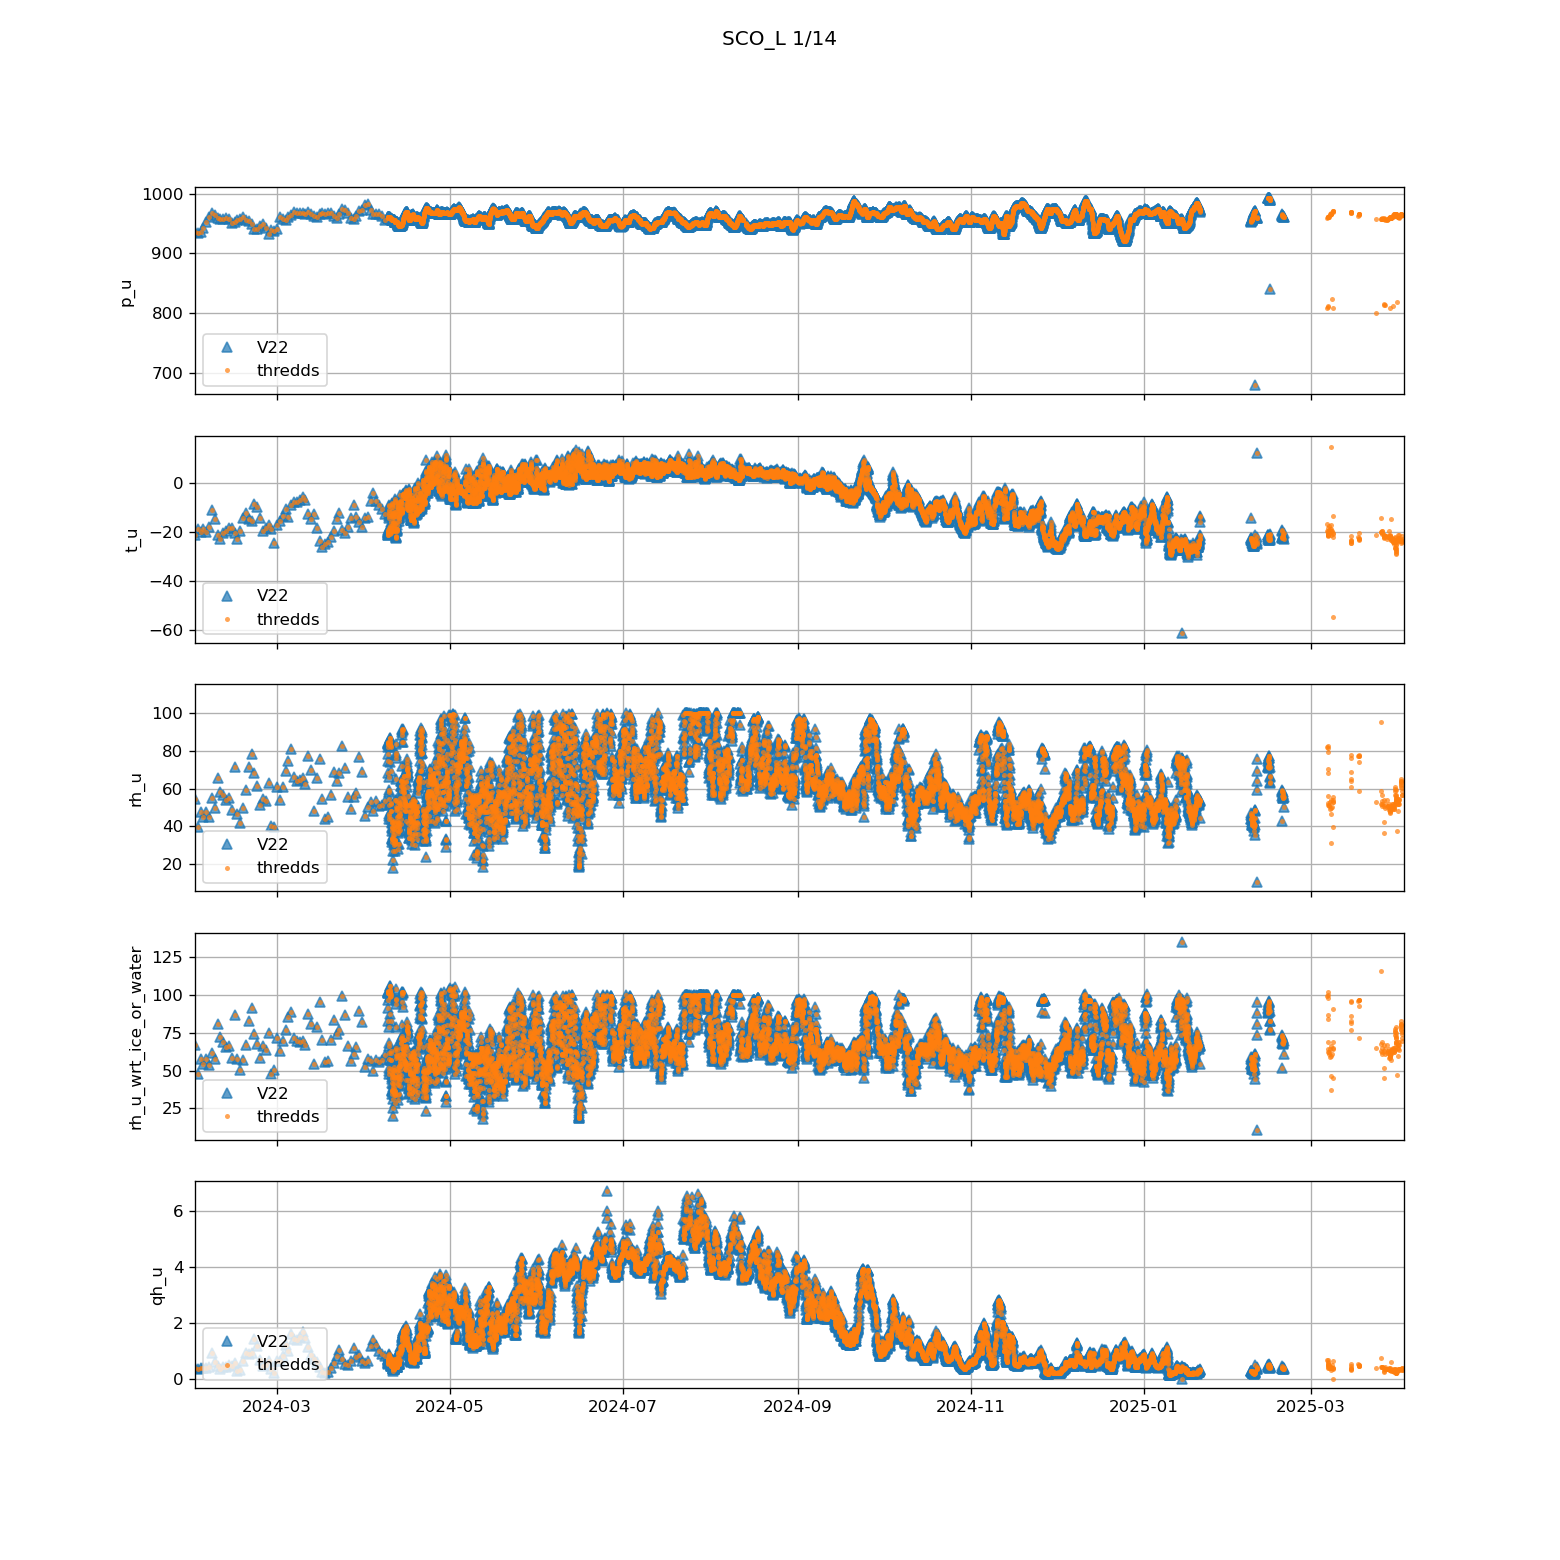 SCO_L 1/14
1000
900
800
700
p_u
V22
thredds
0
−20
−40
−60
t_u
V22
thredds
100
80
60
40
20
rh_u
V22
thredds
125
100
75
50
25
rh_u_wrt_ice_or_water
V22
thredds
6
4
2
0
qh_u
V22
thredds
2024-03 2024-05 2024-07 2024-09 2024-11 2025-01 2025-03